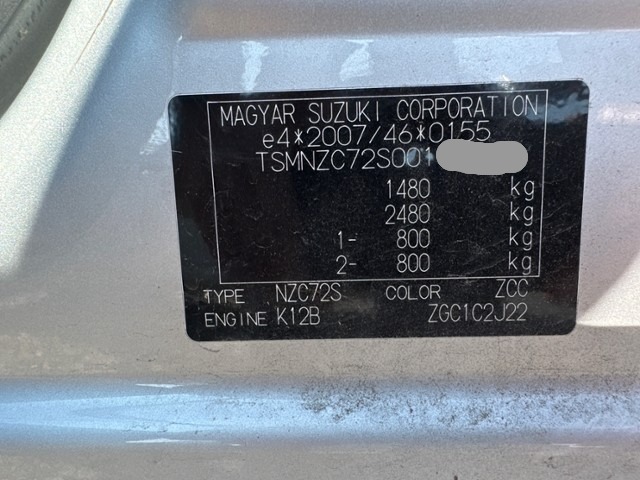 MAGYAR SUZUKI CORPORATION
e4*2007/46*0155
TSMNZC72S001
1480 kg
2480 kg
1- 800 kg
2- 800 kg
TYPE NZC72S COLOR ZCC
ENGINE K12B ZGC1C2J22